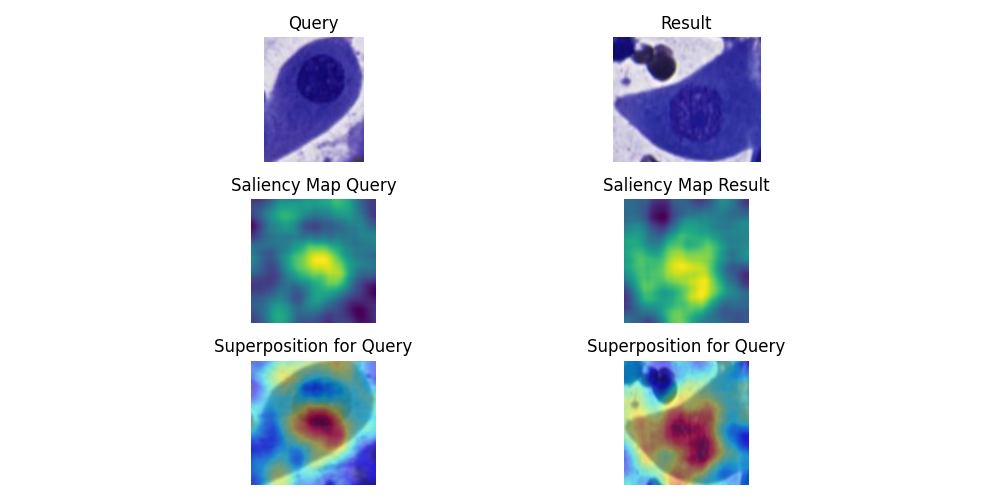 Query
Result
Saliency Map Query
Saliency Map Result
Superposition for Query
Superposition for Query